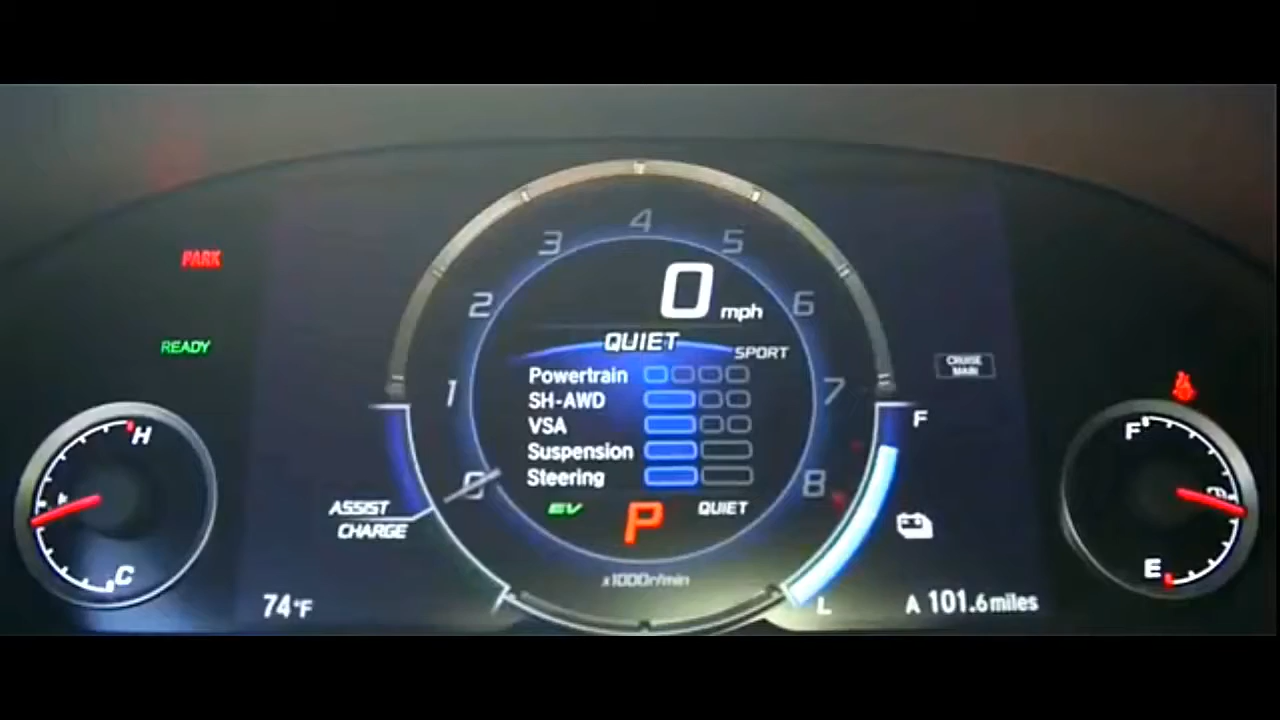 PARK
READY
H
C
74°F
ASSIST
CHARGE
0
1
2
3
4
5
6
7
8
0 mph
QUIET
SPORT
Powertrain
SH-AWD
VSA
Suspension
Steering
EV
P
QUIET
x1000r/min
CRUISE
MAIN
F
L
A 101.6 miles
F
E